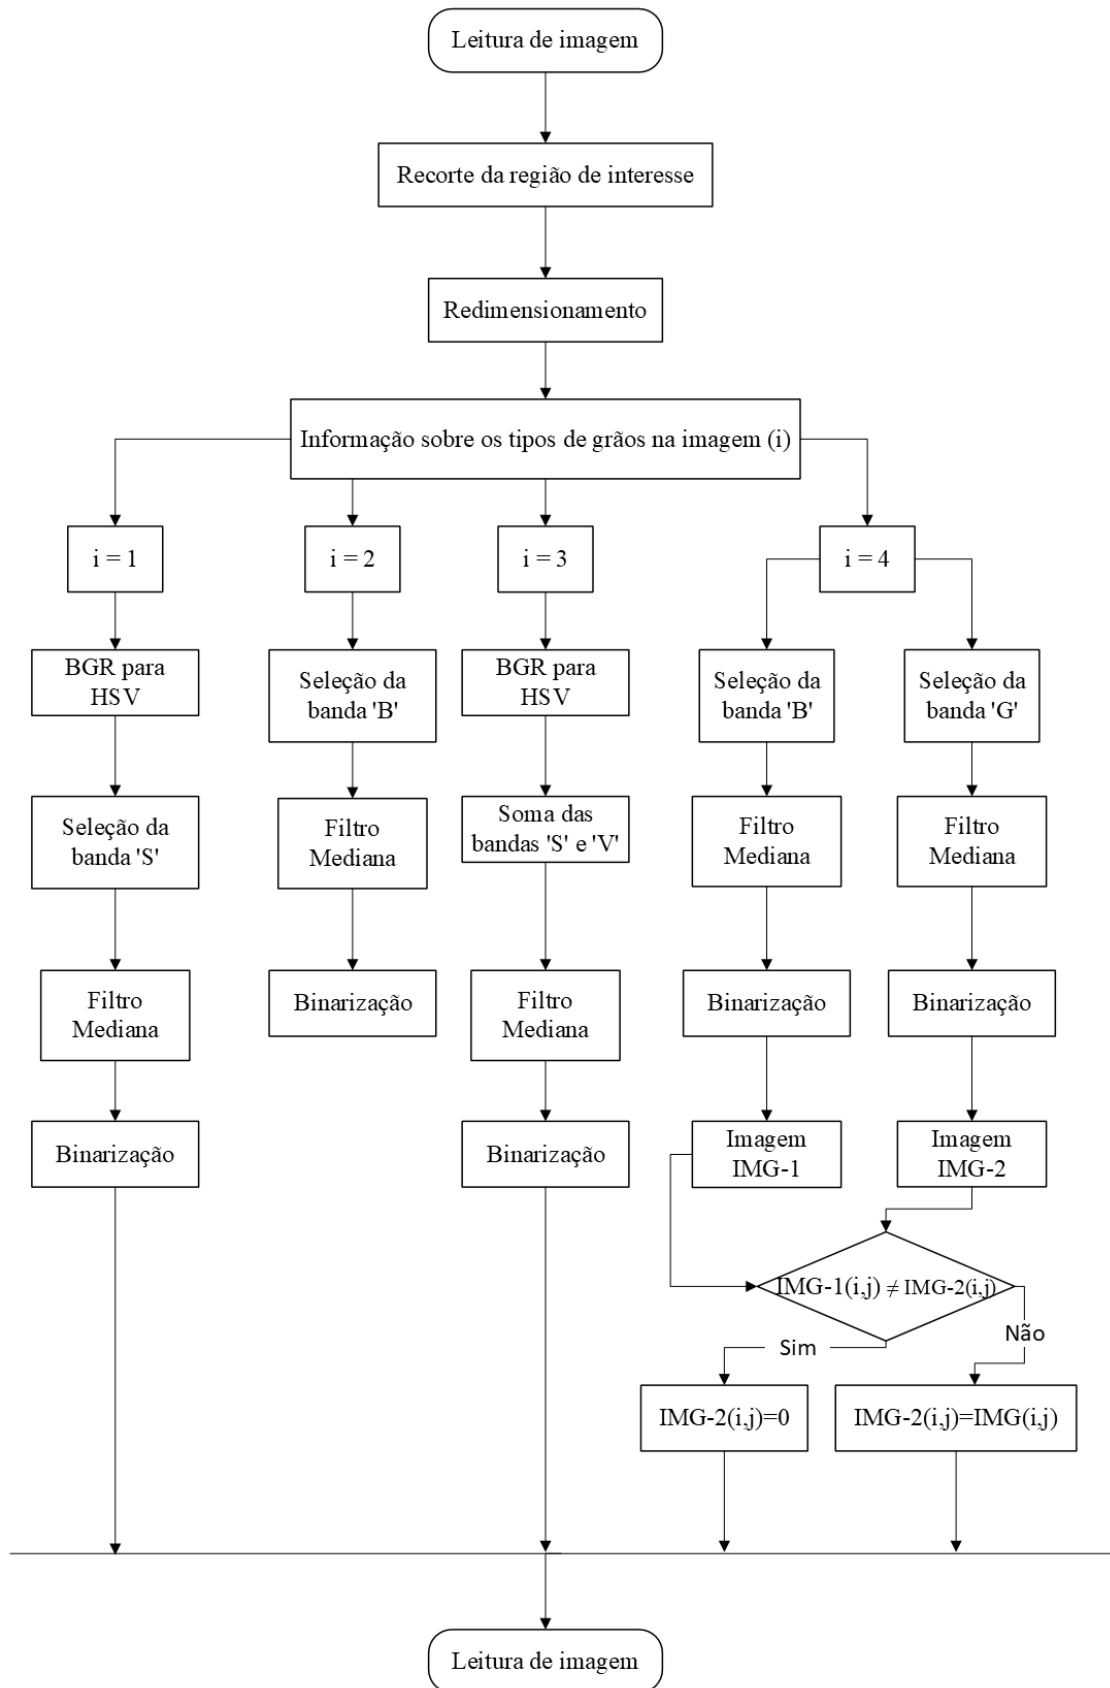 Leitura de imagem
Recorte da região de interesse
Redimensionamento
Informação sobre os tipos de grãos na imagem (i)
i = 1
i = 2
i = 3
i = 4
BGR para
HSV
Seleção da
banda 'B'
BGR para
HSV
Seleção da
banda 'B'
Seleção da
banda 'G'
Seleção da
banda 'S'
Filtro
Mediana
Soma das
bandas 'S' e 'V'
Filtro
Mediana
Filtro
Mediana
Filtro
Mediana
Binarização
Filtro
Mediana
Binarização
Binarização
Binarização
Binarização
Imagem
IMG-1
Imagem
IMG-2
IMG-1(i,j) ≠ IMG-2(i,j)
Sim
Não
IMG-2(i,j)=0
IMG-2(i,j)=IMG(i,j)
Leitura de imagem